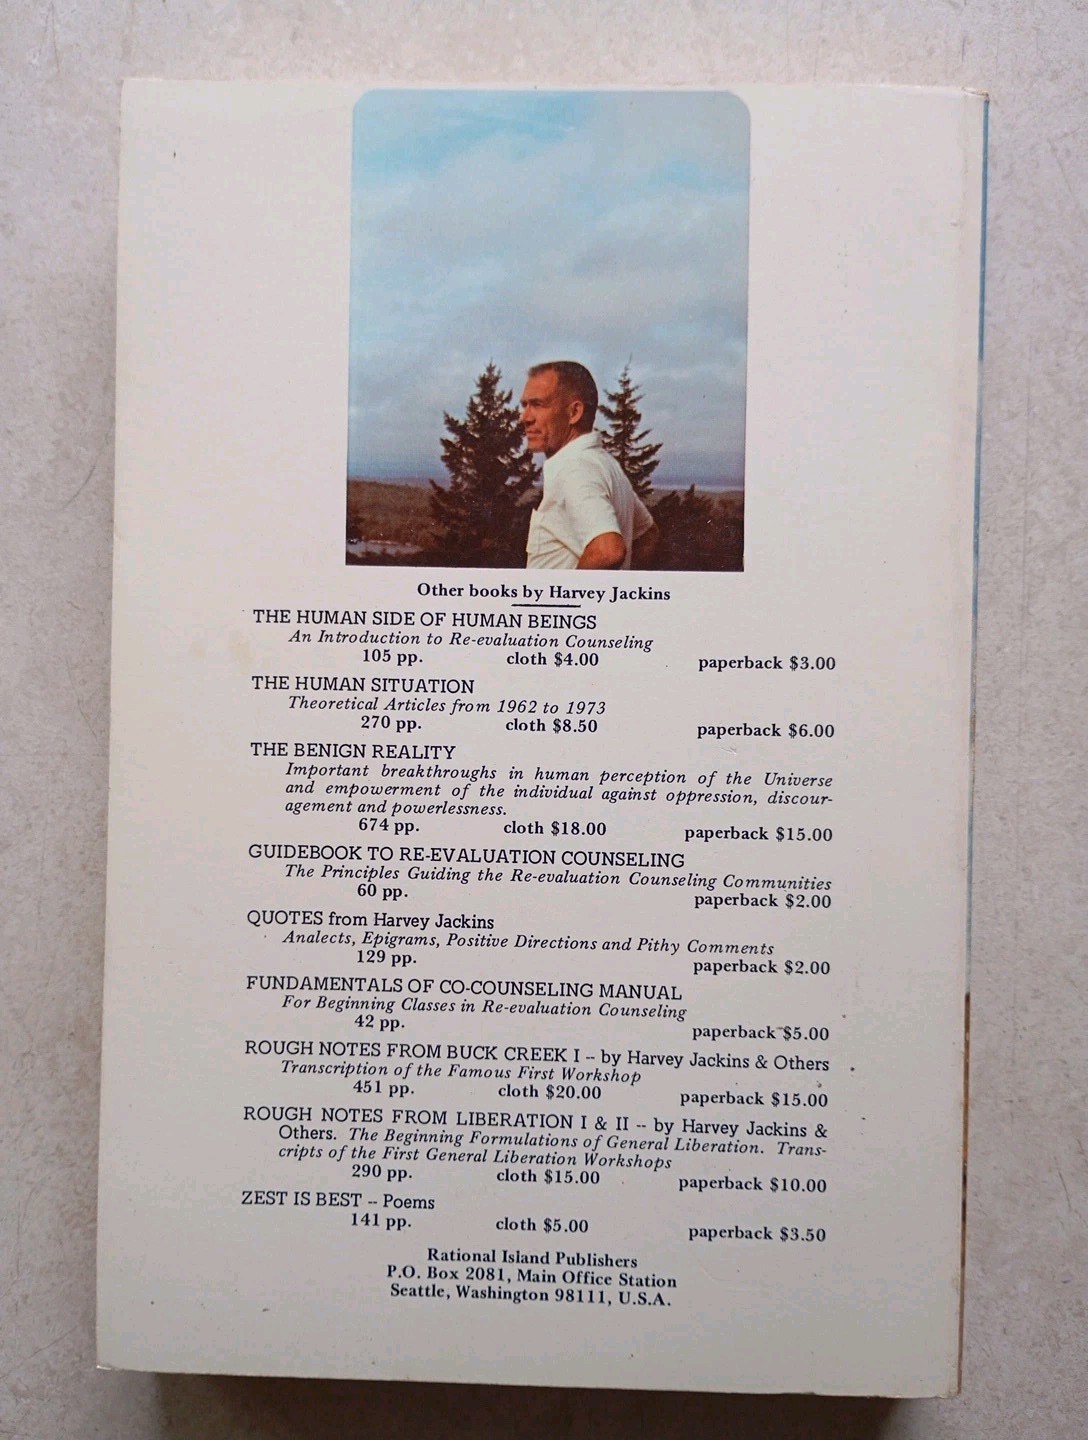 Other books by Harvey Jackins
THE HUMAN SIDE OF HUMAN BEINGS
An Introduction to Re-evaluation Counseling
105 pp. cloth $4.00 paperback $3.00
THE HUMAN SITUATION
Theoretical Articles from 1962 to 1973
270 pp. cloth $8.50 paperback $6.00
THE BENIGN REALITY
Important breakthroughs in human perception of the Universe
and empowerment of the individual against oppression, discour-
agement and powerlessness.
674 pp. cloth $18.00 paperback $15.00
GUIDEBOOK TO RE-EVALUATION COUNSELING
The Principles Guiding the Re-evaluation Counseling Communities
60 pp. paperback $2.00
QUOTES from Harvey Jackins
Analects, Epigrams, Positive Directions and Pithy Comments
129 pp. paperback $2.00
FUNDAMENTALS OF CO-COUNSELING MANUAL
For Beginning Classes in Re-evaluation Counseling
42 pp. paperback $5.00
ROUGH NOTES FROM BUCK CREEK I -- by Harvey Jackins & Others
Transcription of the Famous First Workshop
451 pp. cloth $20.00 paperback $15.00
ROUGH NOTES FROM LIBERATION I & II -- by Harvey Jackins &
Others. The Beginning Formulations of General Liberation. Trans-
cripts of the First General Liberation Workshops
290 pp. cloth $15.00 paperback $10.00
ZEST IS BEST -- Poems
141 pp. cloth $5.00 paperback $3.50
Rational Island Publishers
P.O. Box 2081, Main Office Station
Seattle, Washington 98111, U.S.A.